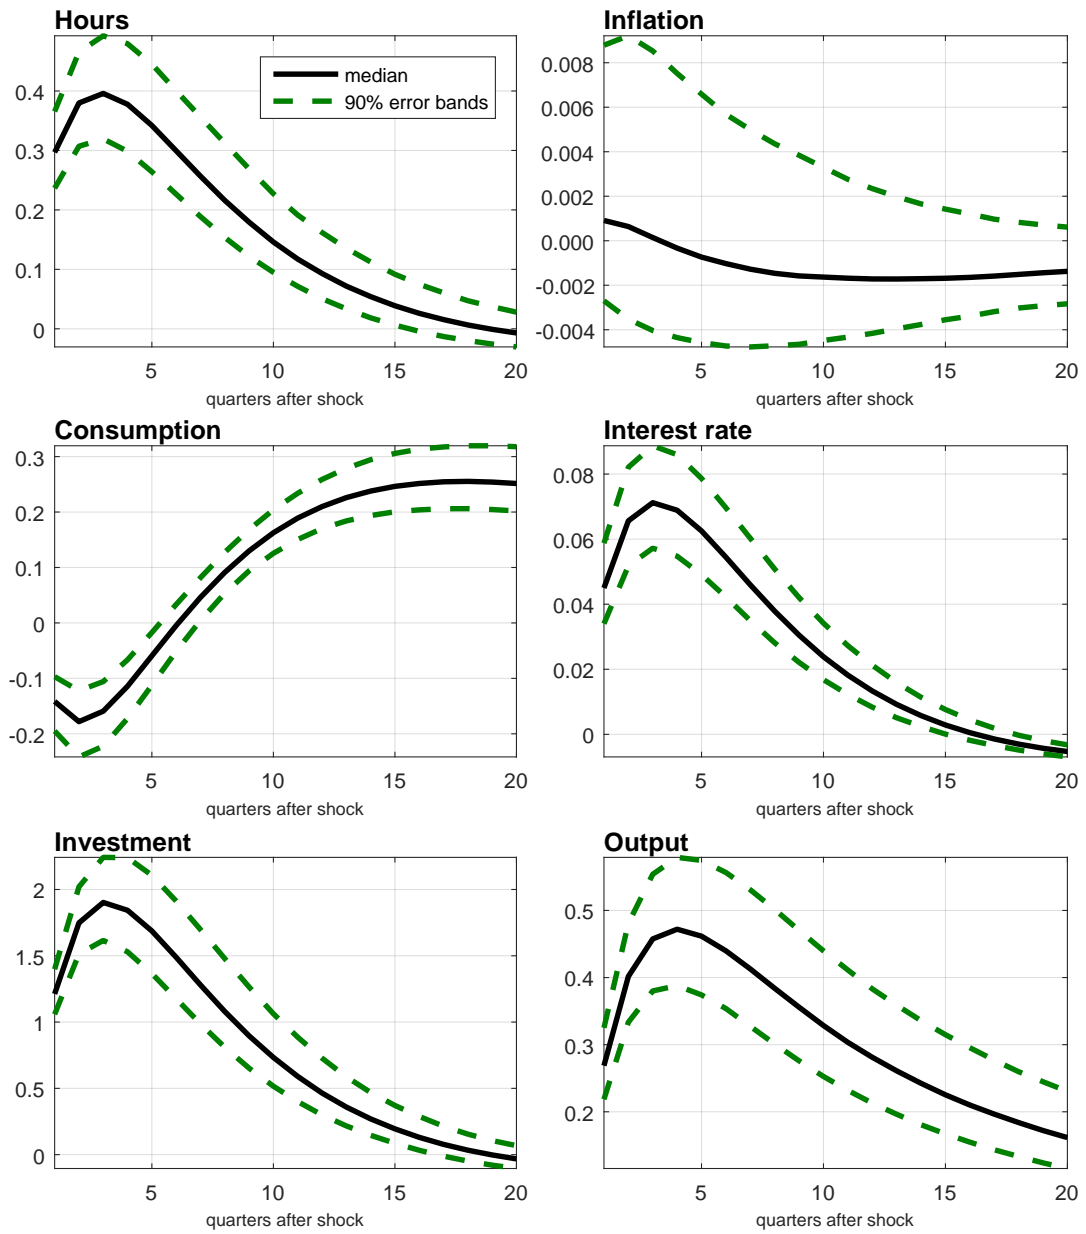 Hours
0.4
0.3
0.2
0.1
0
median
90% error bands
5 10 15 20
quarters after shock
Inflation
0.008
0.006
0.004
0.002
0.000
-0.002
-0.004
5 10 15 20
quarters after shock
Consumption
0.3
0.2
0.1
0
-0.1
-0.2
5 10 15 20
quarters after shock
Interest rate
0.08
0.06
0.04
0.02
0
5 10 15 20
quarters after shock
Investment
2
1.5
1
0.5
0
5 10 15 20
quarters after shock
Output
0.5
0.4
0.3
0.2
5 10 15 20
quarters after shock